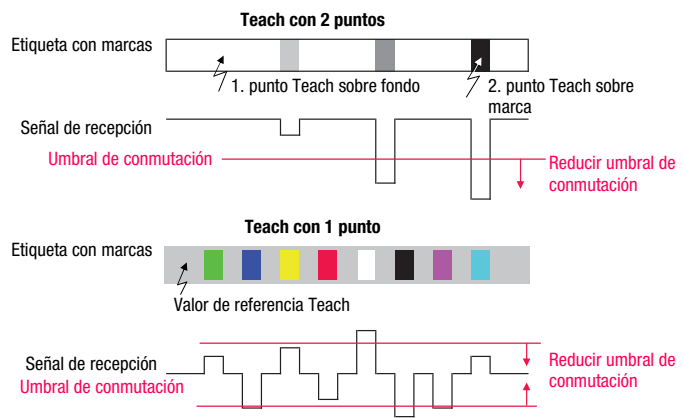 Teach con 2 puntos
Etiqueta con marcas
1. punto Teach sobre fondo
2. punto Teach sobre
marca
Señal de recepción
Umbral de conmutación
Reducir umbral de
conmutación
Teach con 1 punto
Etiqueta con marcas
Valor de referencia Teach
Señal de recepción
Umbral de conmutación
Reducir umbral de
conmutación